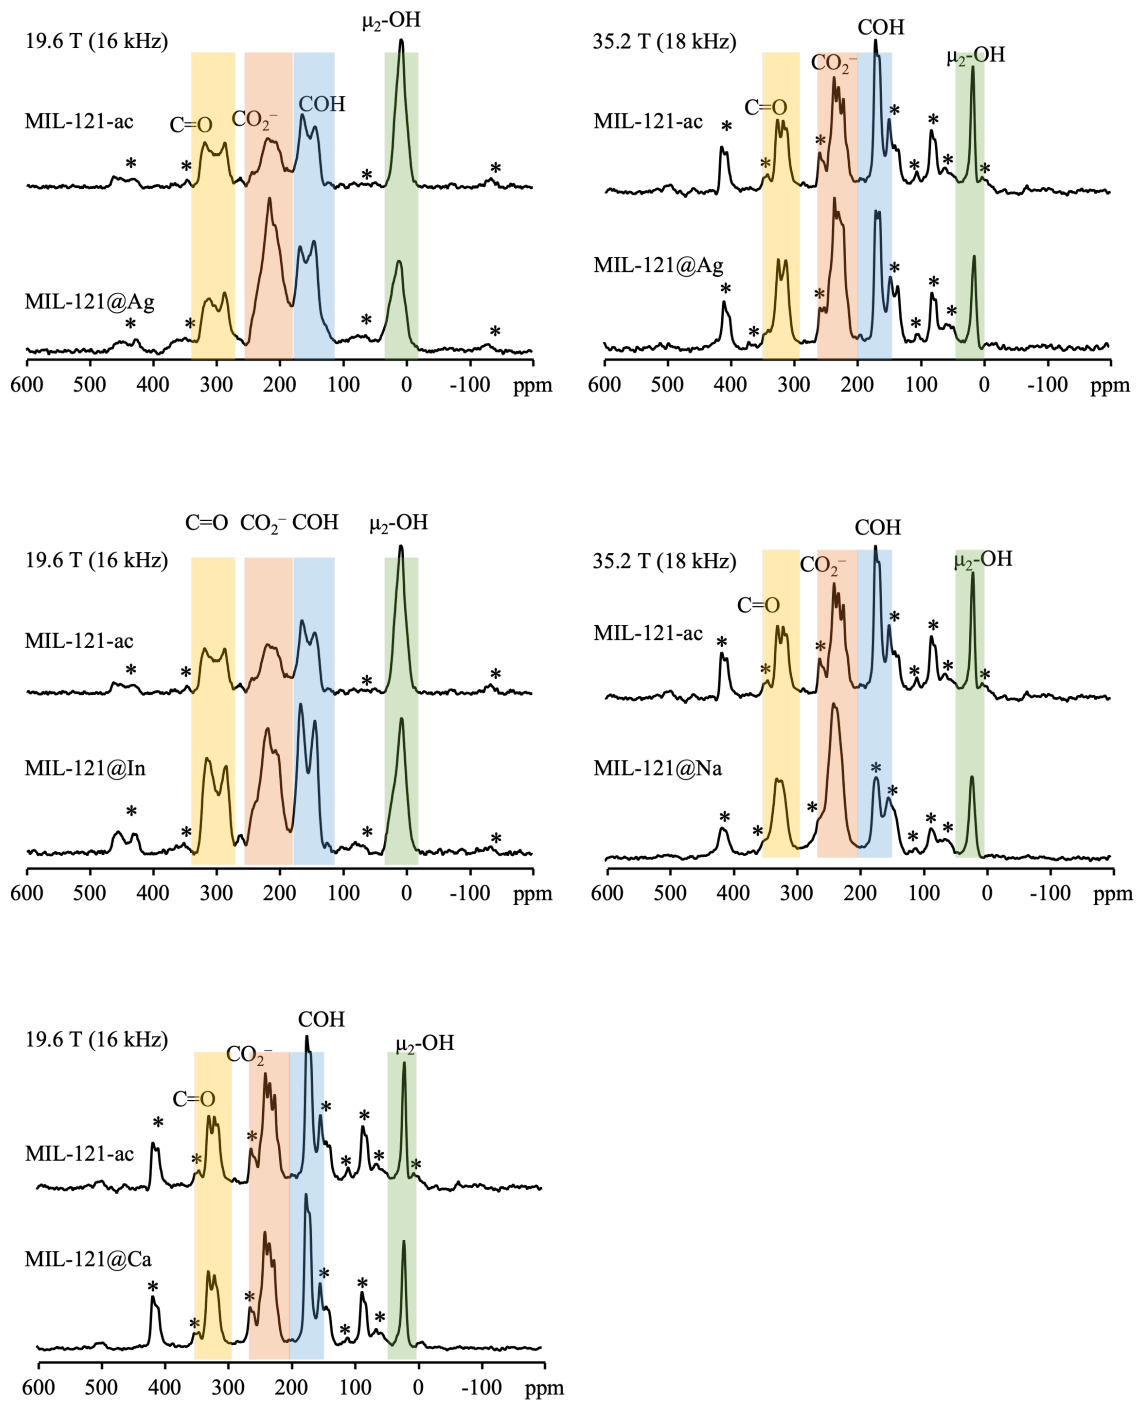 19.6 T (16 kHz)
μ₂-OH
C=O
CO₂⁻
COH
MIL-121-ac
* * * *
MIL-121@Ag
* * * *
600 500 400 300 200 100 0 -100 ppm
35.2 T (18 kHz)
COH
CO₂⁻
μ₂-OH
C=O
MIL-121-ac
* * * * * * * *
MIL-121@Ag
* * * * * * *
600 500 400 300 200 100 0 -100 ppm
C=O CO₂⁻ COH μ₂-OH
19.6 T (16 kHz)
MIL-121-ac
* * * *
MIL-121@In
* * * *
600 500 400 300 200 100 0 -100 ppm
COH
35.2 T (18 kHz)
CO₂⁻
μ₂-OH
C=O
MIL-121-ac
* * * * * * * *
MIL-121@Na
* * * * * * * *
600 500 400 300 200 100 0 -100 ppm
COH
19.6 T (16 kHz)
CO₂⁻
μ₂-OH
C=O
MIL-121-ac
* * * * * * * *
MIL-121@Ca
* * * * * * *
600 500 400 300 200 100 0 -100 ppm